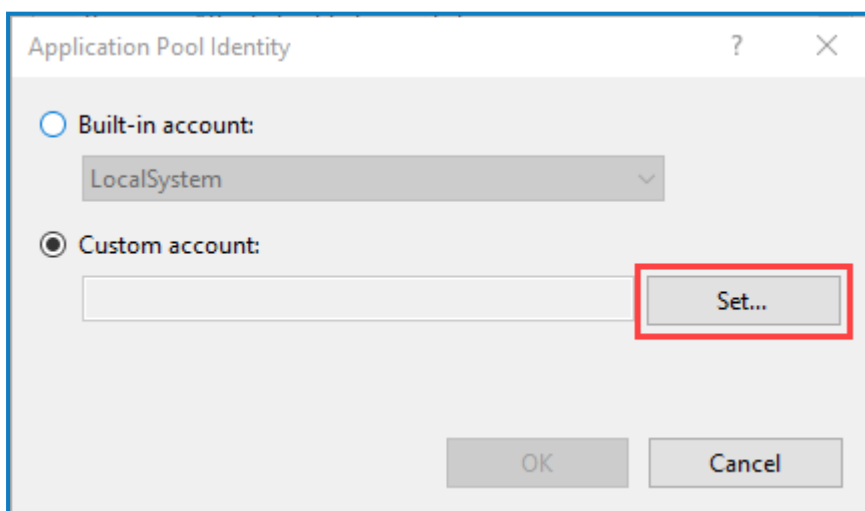 Application Pool Identity
Built-in account:
LocalSystem
Custom account:
Set...
OK
Cancel